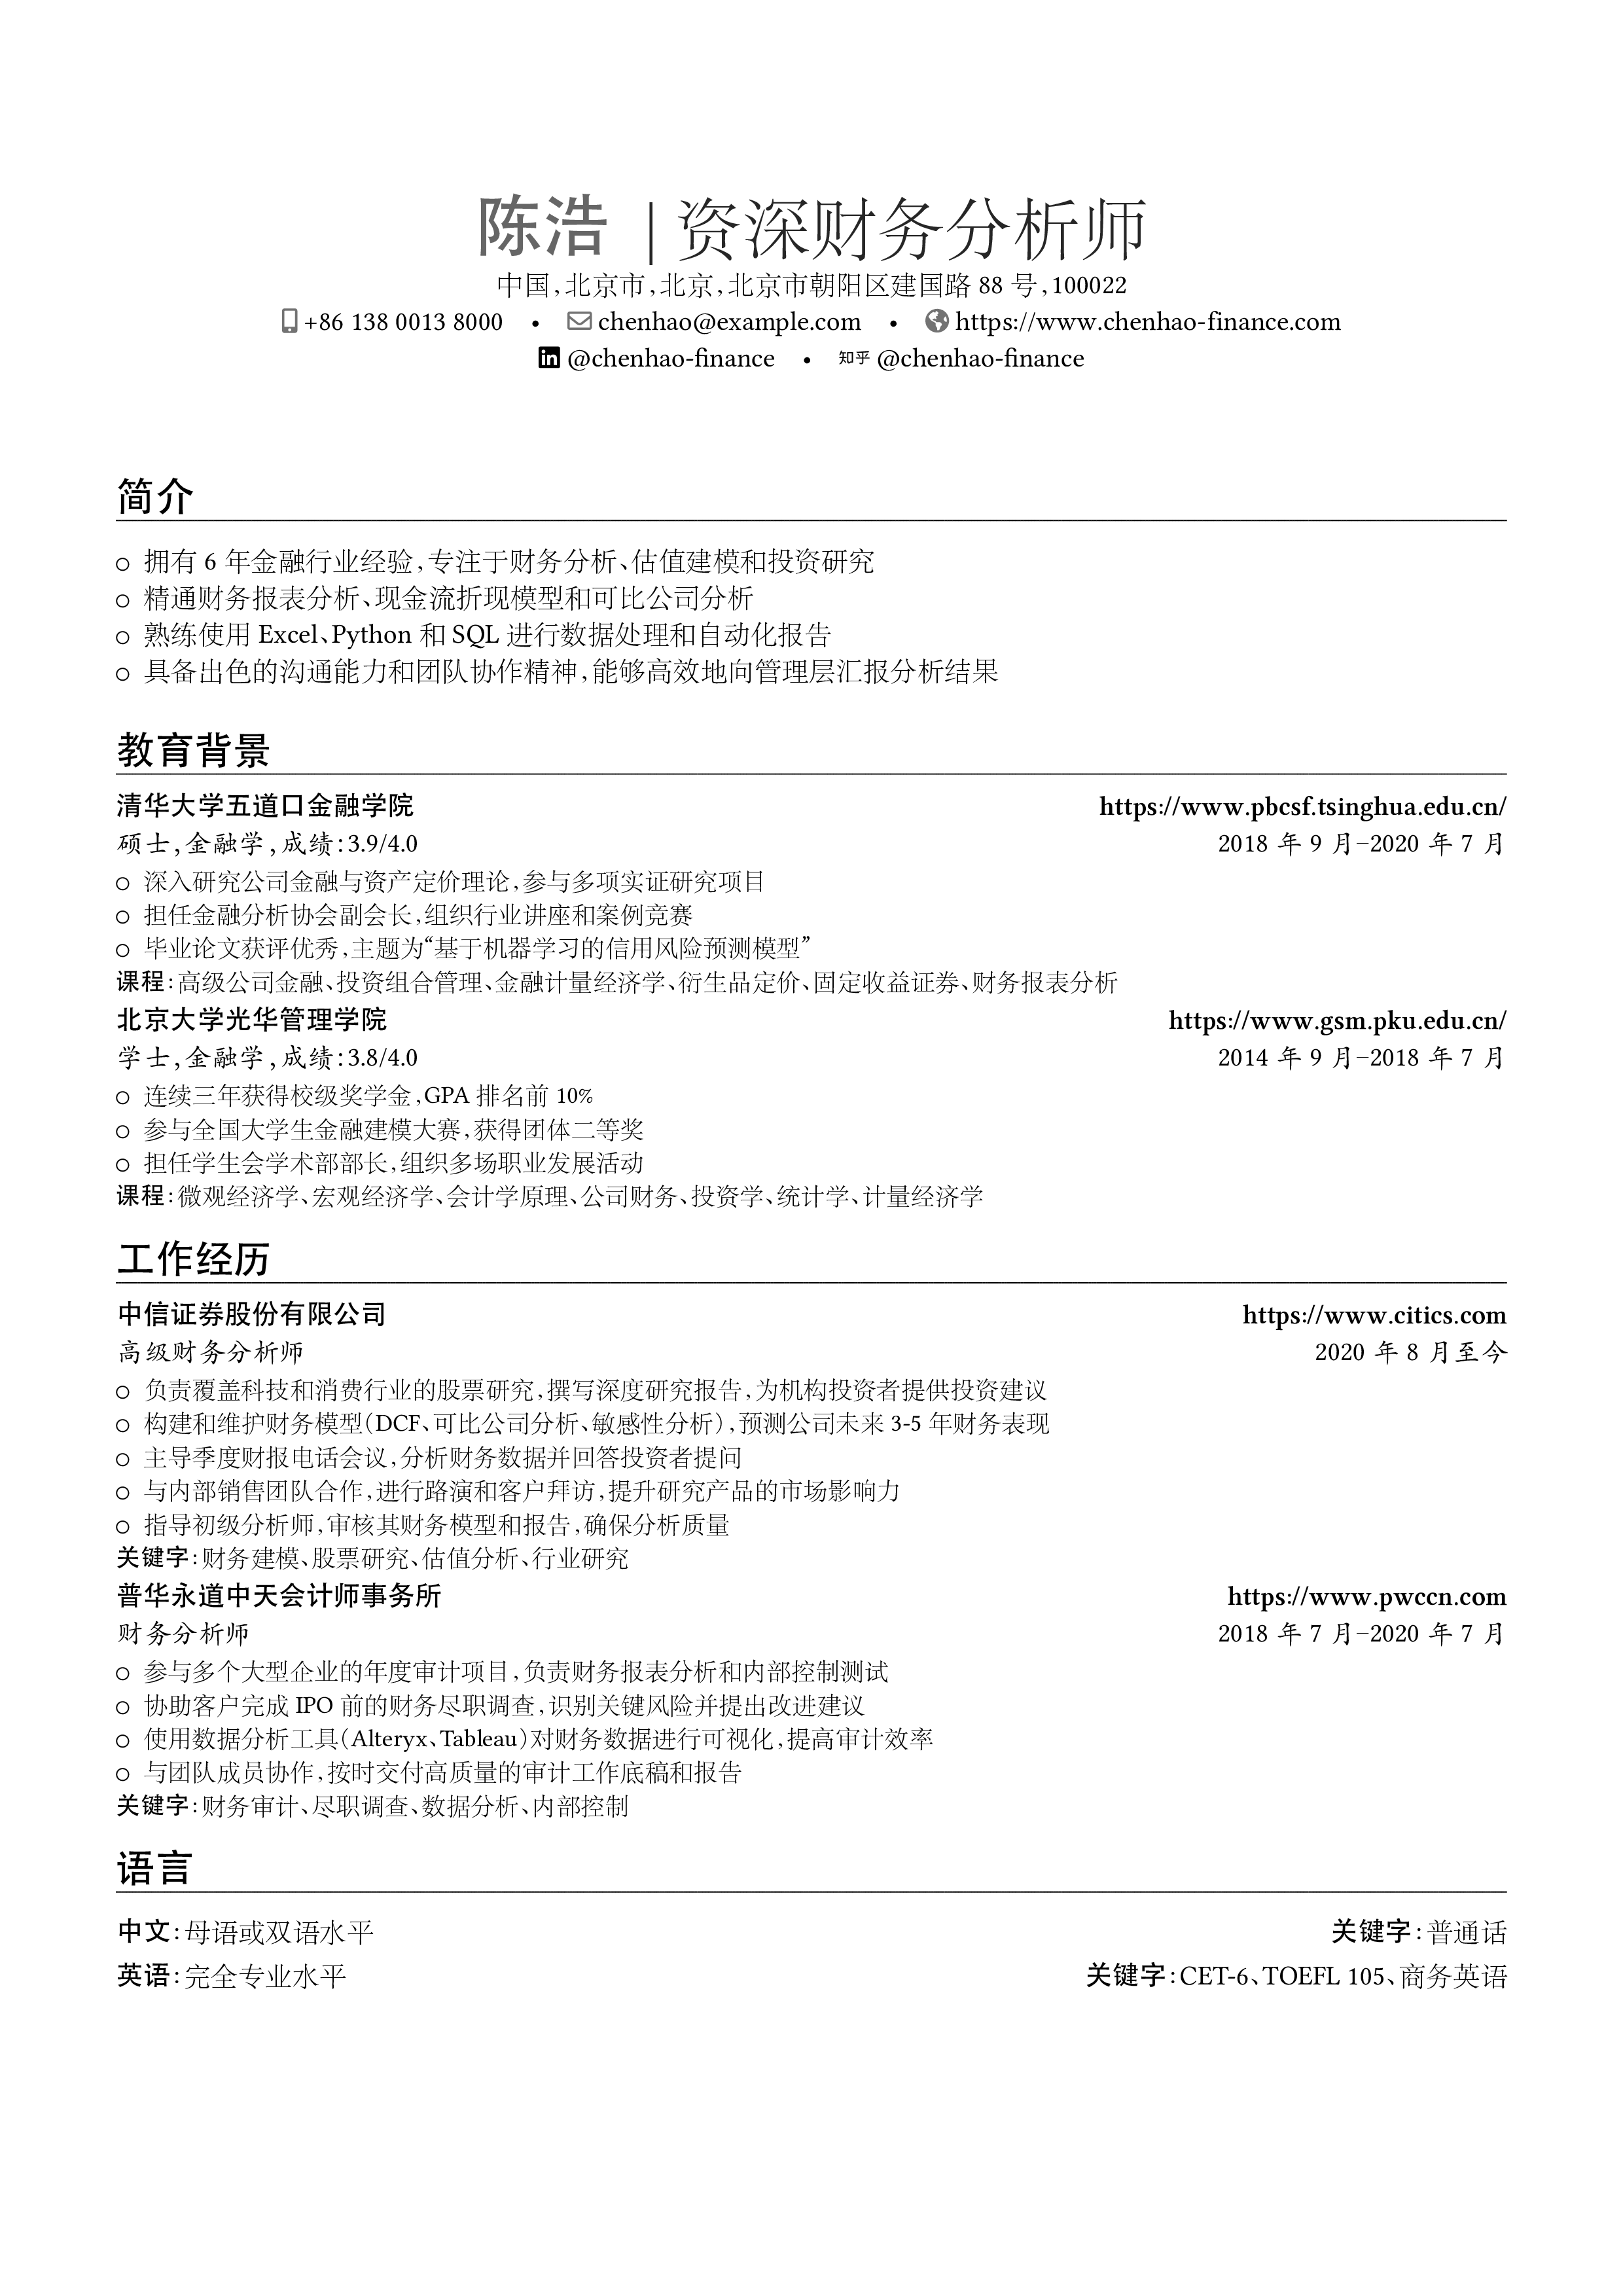 陈浩 | 资深财务分析师
中国,北京市,北京,北京市朝阳区建国路 88 号,100022
+86 138 0013 8000 • chenhao@example.com • https://www.chenhao-finance.com
@chenhao-finance • 知乎 @chenhao-finance
简介
○ 拥有 6 年金融行业经验,专注于财务分析、估值建模和投资研究
○ 精通财务报表分析、现金流折现模型和可比公司分析
○ 熟练使用 Excel、Python 和 SQL 进行数据处理和自动化报告
○ 具备出色的沟通能力和团队协作精神,能够高效地向管理层汇报分析结果
教育背景
清华大学五道口金融学院 https://www.pbcsf.tsinghua.edu.cn/
硕士,金融学,成绩:3.9/4.0 2018 年 9 月–2020 年 7 月
○ 深入研究公司金融与资产定价理论,参与多项实证研究项目
○ 担任金融分析协会副会长,组织行业讲座和案例竞赛
○ 毕业论文获评优秀,主题为“基于机器学习的信用风险预测模型”
课程:高级公司金融、投资组合管理、金融计量经济学、衍生品定价、固定收益证券、财务报表分析
北京大学光华管理学院 https://www.gsm.pku.edu.cn/
学士,金融学,成绩:3.8/4.0 2014 年 9 月–2018 年 7 月
○ 连续三年获得校级奖学金,GPA 排名前 10%
○ 参与全国大学生金融建模大赛,获得团体二等奖
○ 担任学生会学术部部长,组织多场职业发展活动
课程:微观经济学、宏观经济学、会计学原理、公司财务、投资学、统计学、计量经济学
工作经历
中信证券股份有限公司 https://www.citics.com
高级财务分析师 2020 年 8 月至今
○ 负责覆盖科技和消费行业的股票研究,撰写深度研究报告,为机构投资者提供投资建议
○ 构建和维护财务模型(DCF、可比公司分析、敏感性分析),预测公司未来 3-5 年财务表现
○ 主导季度财报电话会议,分析财务数据并回答投资者提问
○ 与内部销售团队合作,进行路演和客户拜访,提升研究产品的市场影响力
○ 指导初级分析师,审核其财务模型和报告,确保分析质量
关键字:财务建模、股票研究、估值分析、行业研究
普华永道中天会计师事务所 https://www.pwccn.com
财务分析师 2018 年 7 月–2020 年 7 月
○ 参与多个大型企业的年度审计项目,负责财务报表分析和内部控制测试
○ 协助客户完成 IPO 前的财务尽职调查,识别关键风险并提出改进建议
○ 使用数据分析工具(Alteryx、Tableau)对财务数据进行可视化,提高审计效率
○ 与团队成员协作,按时交付高质量的审计工作底稿和报告
关键字:财务审计、尽职调查、数据分析、内部控制
语言
中文:母语或双语水平 关键字:普通话
英语:完全专业水平 关键字:CET-6、TOEFL 105、商务英语